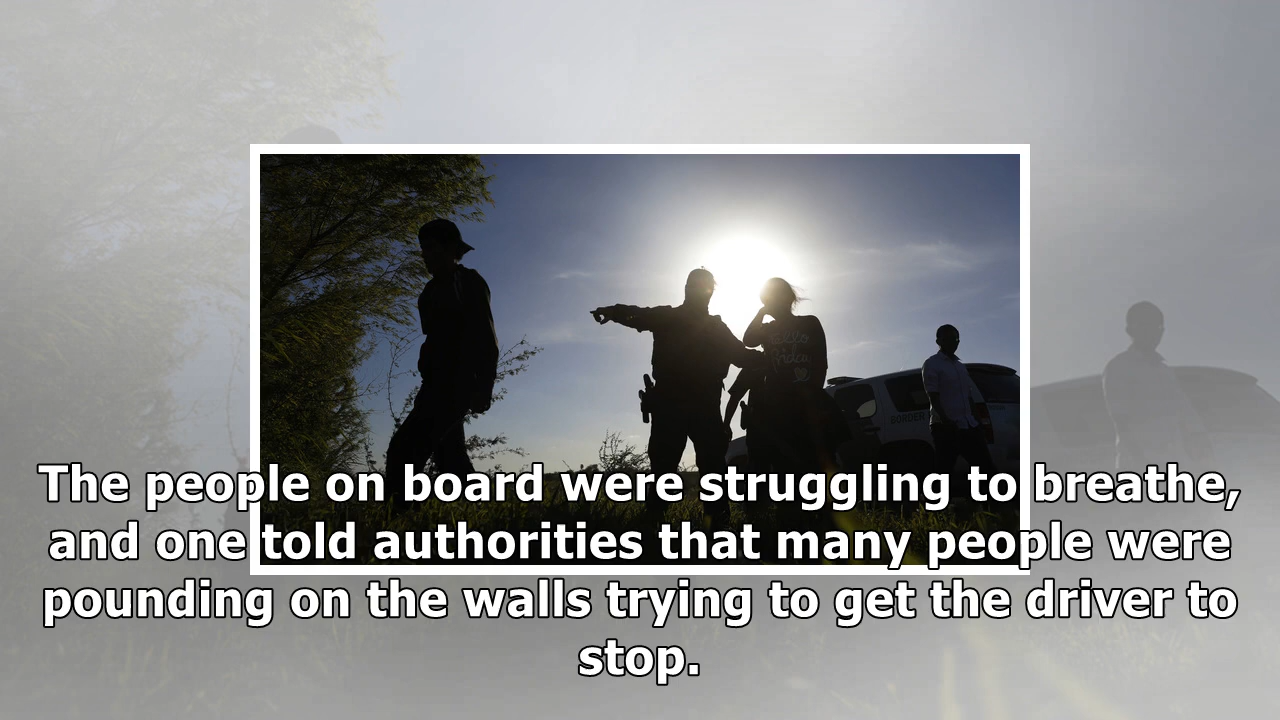 BORDER
The people on board were struggling to breathe,
and one told authorities that many people were
pounding on the walls trying to get the driver to
stop.